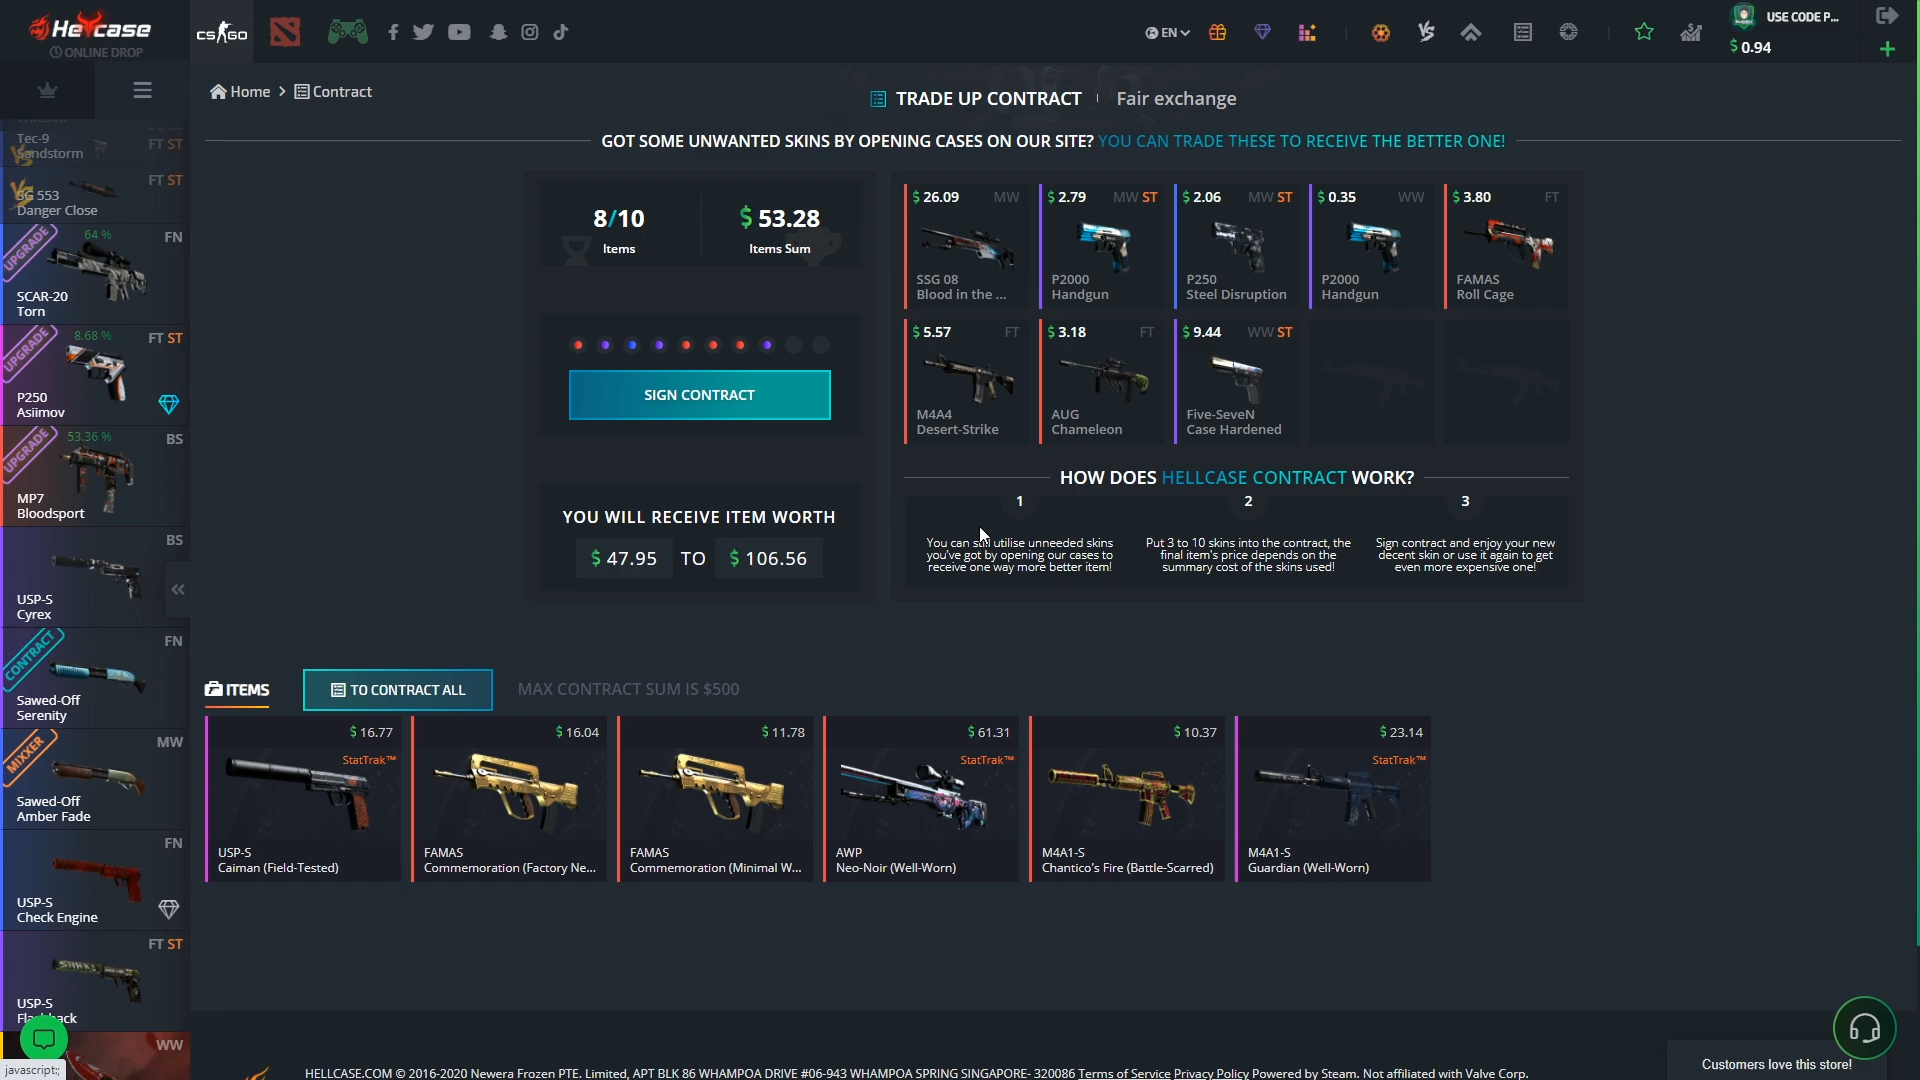 HELLCASE
ONLINE DROP
CS:GO
EN
USE CODE P...
$ 0.94
Home > Contract
TRADE UP CONTRACT | Fair exchange
GOT SOME UNWANTED SKINS BY OPENING CASES ON OUR SITE? YOU CAN TRADE THESE TO RECEIVE THE BETTER ONE!
Tec-9
Sandstorm
FT ST
SG 553
Danger Close
FT ST
UPGRADE
64 %
FN
SCAR-20
Torn
UPGRADE
8.68 %
FT ST
P250
Asiimov
UPGRADE
53.36 %
BS
MP7
Bloodsport
BS
USP-S
Cyrex
CONTRACT
FN
Sawed-Off
Serenity
MIXXER
MW
Sawed-Off
Amber Fade
FN
USP-S
Check Engine
FT ST
USP-S
WW
javascript:;
8/10
Items
$ 53.28
Items Sum
SIGN CONTRACT
YOU WILL RECEIVE ITEM WORTH
$ 47.95 TO $ 106.56
$ 26.09 MW
SSG 08
Blood in the ...
$ 2.79 MW ST
P2000
Handgun
$ 2.06 MW ST
P250
Steel Disruption
$ 0.35 WW
P2000
Handgun
$ 3.80 FT
FAMAS
Roll Cage
$ 5.57 FT
M4A4
Desert-Strike
$ 3.18 FT
AUG
Chameleon
$ 9.44 WW ST
Five-SeveN
Case Hardened
HOW DOES HELLCASE CONTRACT WORK?
1
You can still utilise unneeded skins
you've got by opening our cases to
receive one way more better item!
2
Put 3 to 10 skins into the contract, the
final item's price depends on the
summary cost of the skins used!
3
Sign contract and enjoy your new
decent skin or use it again to get
even more expensive one!
ITEMS
TO CONTRACT ALL
MAX CONTRACT SUM IS $500
$ 16.77
StatTrak™
USP-S
Caiman (Field-Tested)
$ 16.04
FAMAS
Commemoration (Factory Ne...
$ 11.78
FAMAS
Commemoration (Minimal W...
$ 61.31
StatTrak™
AWP
Neo-Noir (Well-Worn)
$ 10.37
M4A1-S
Chantico's Fire (Battle-Scarred)
$ 23.14
StatTrak™
M4A1-S
Guardian (Well-Worn)
HELLCASE.COM © 2016-2020 Newera Frozen PTE. Limited, APT BLK 86 WHAMPOA DRIVE #06-943 WHAMPOA SPRING SINGAPORE- 320086 Terms of Service Privacy Policy Powered by Steam. Not affiliated with Valve Corp.
Customers love this store!